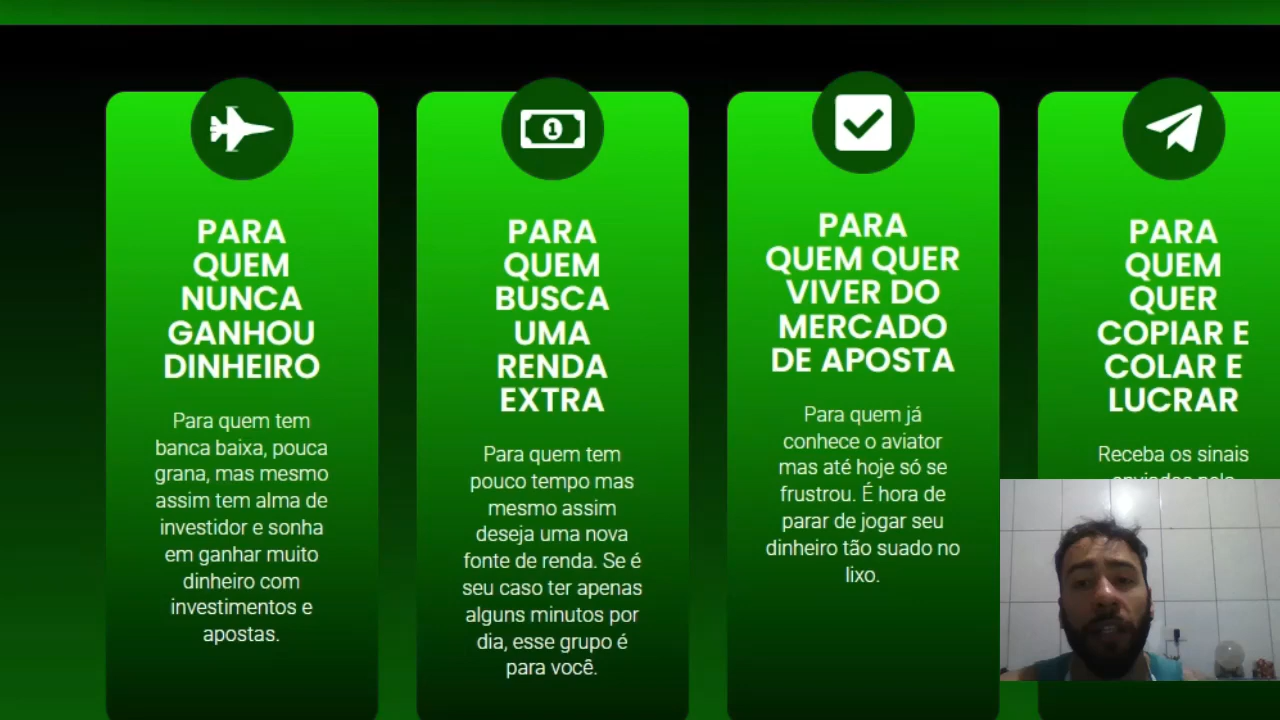 PARA
QUEM
NUNCA
GANHOU
DINHEIRO
Para quem tem
banca baixa, pouca
grana, mas mesmo
assim tem alma de
investidor e sonha
em ganhar muito
dinheiro com
investimentos e
apostas.
1
PARA
QUEM
BUSCA
UMA
RENDA
EXTRA
Para quem tem
pouco tempo mas
mesmo assim
deseja uma nova
fonte de renda. Se é
seu caso ter apenas
alguns minutos por
dia, esse grupo é
para você.
PARA
QUEM QUER
VIVER DO
MERCADO
DE APOSTA
Para quem já
conhece o aviator
mas até hoje só se
frustrou. É hora de
parar de jogar seu
dinheiro tão suado no
lixo.
PARA
QUEM
QUER
COPIAR E
COLAR E
LUCRAR
Receba os sinais